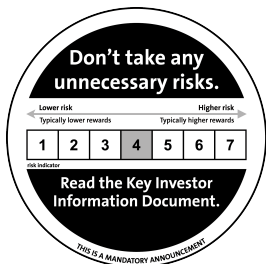 Don’t take any
unnecessary risks.
Lower risk Higher risk
Typically lower rewards Typically higher rewards
1 2 3 4 5 6 7
risk indicator
Read the Key Investor
Information Document.
THIS IS A MANDATORY ANNOUNCEMENT